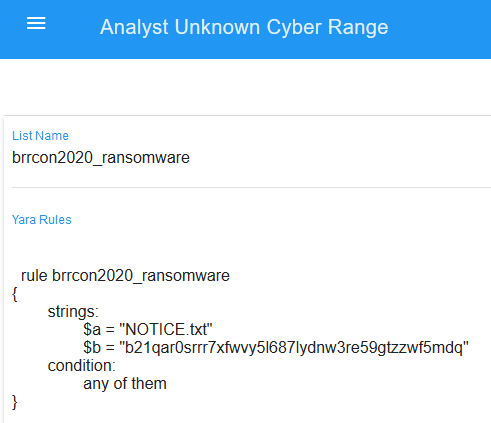 Analyst Unknown Cyber Range
List Name
brrcon2020_ransomware
Yara Rules
rule brrcon2020_ransomware
{
strings:
$a = "NOTICE.txt"
$b = "b21qar0srrr7xfwvy5l687lydnw3re59gtzzwf5mdq"
condition:
any of them
}